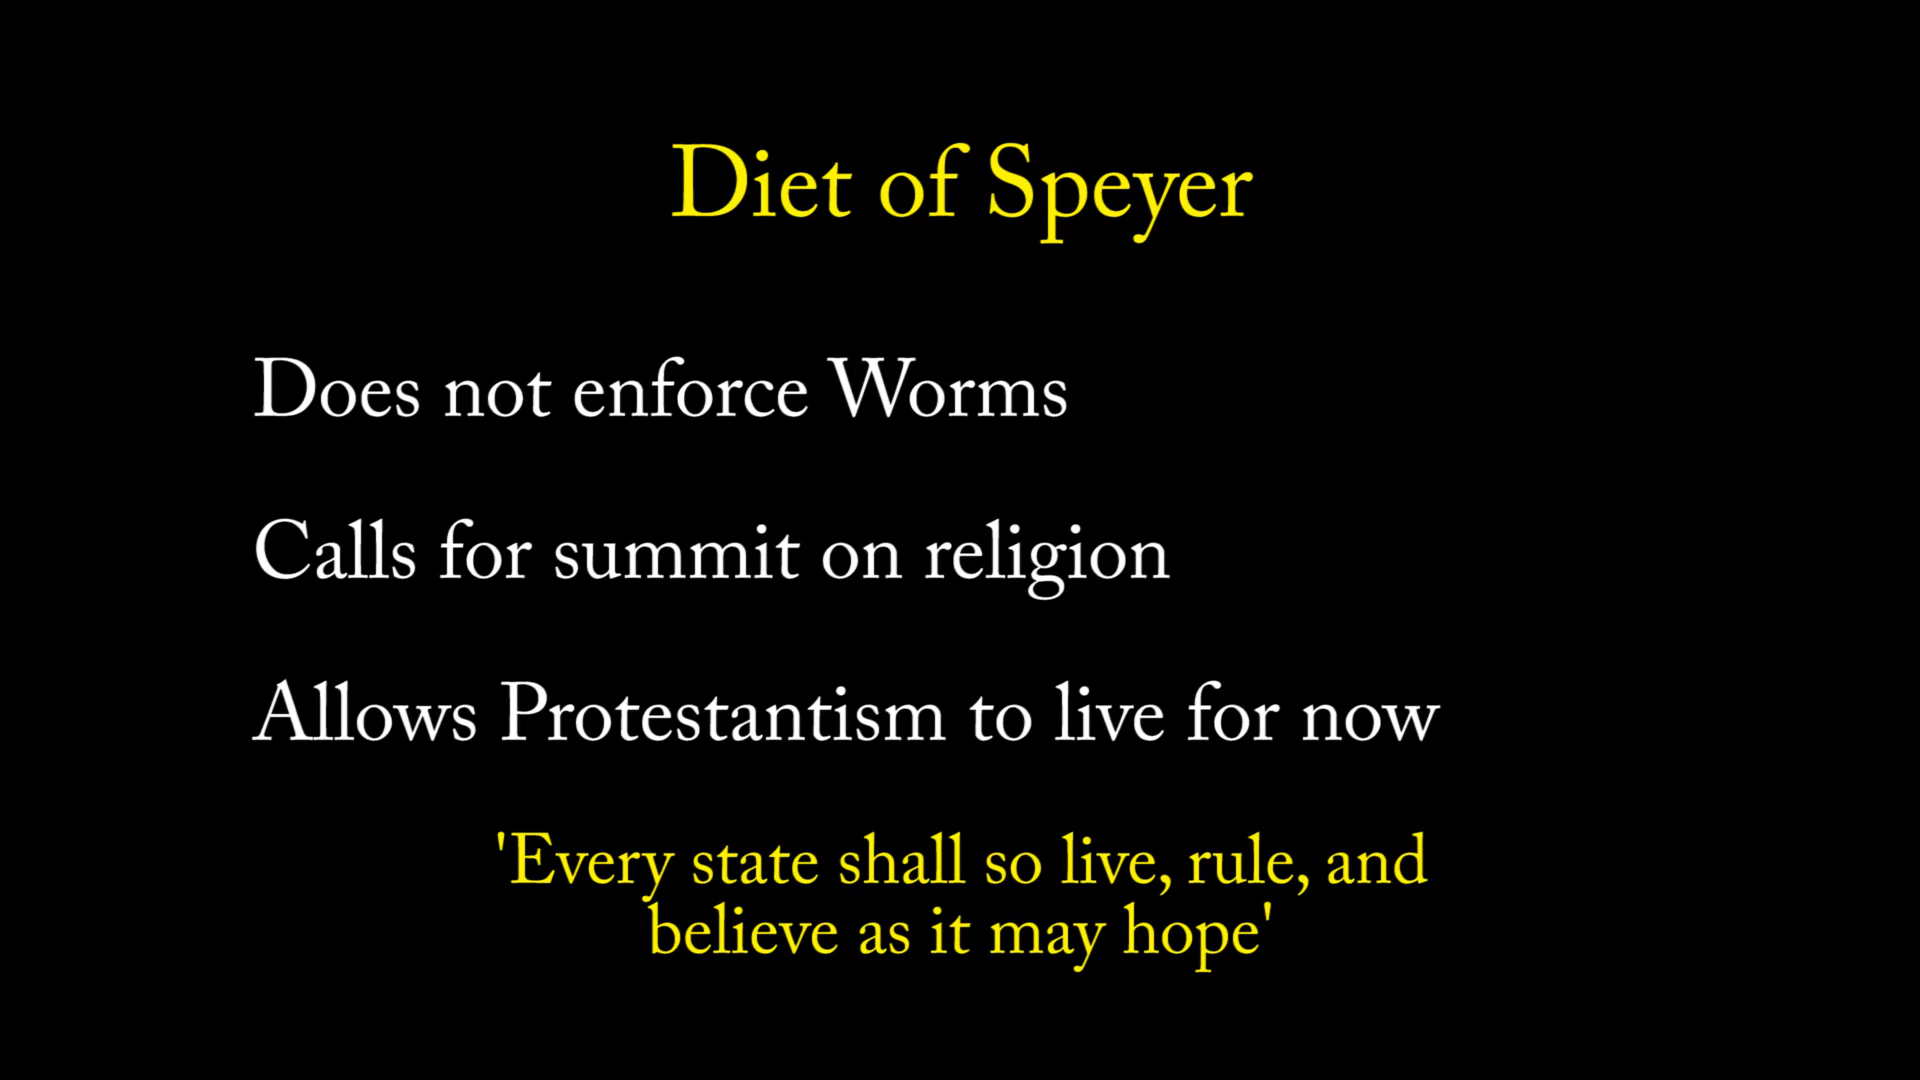 Diet of Speyer
Does not enforce Worms
Calls for summit on religion
Allows Protestantism to live for now
'Every state shall so live, rule, and
believe as it may hope'